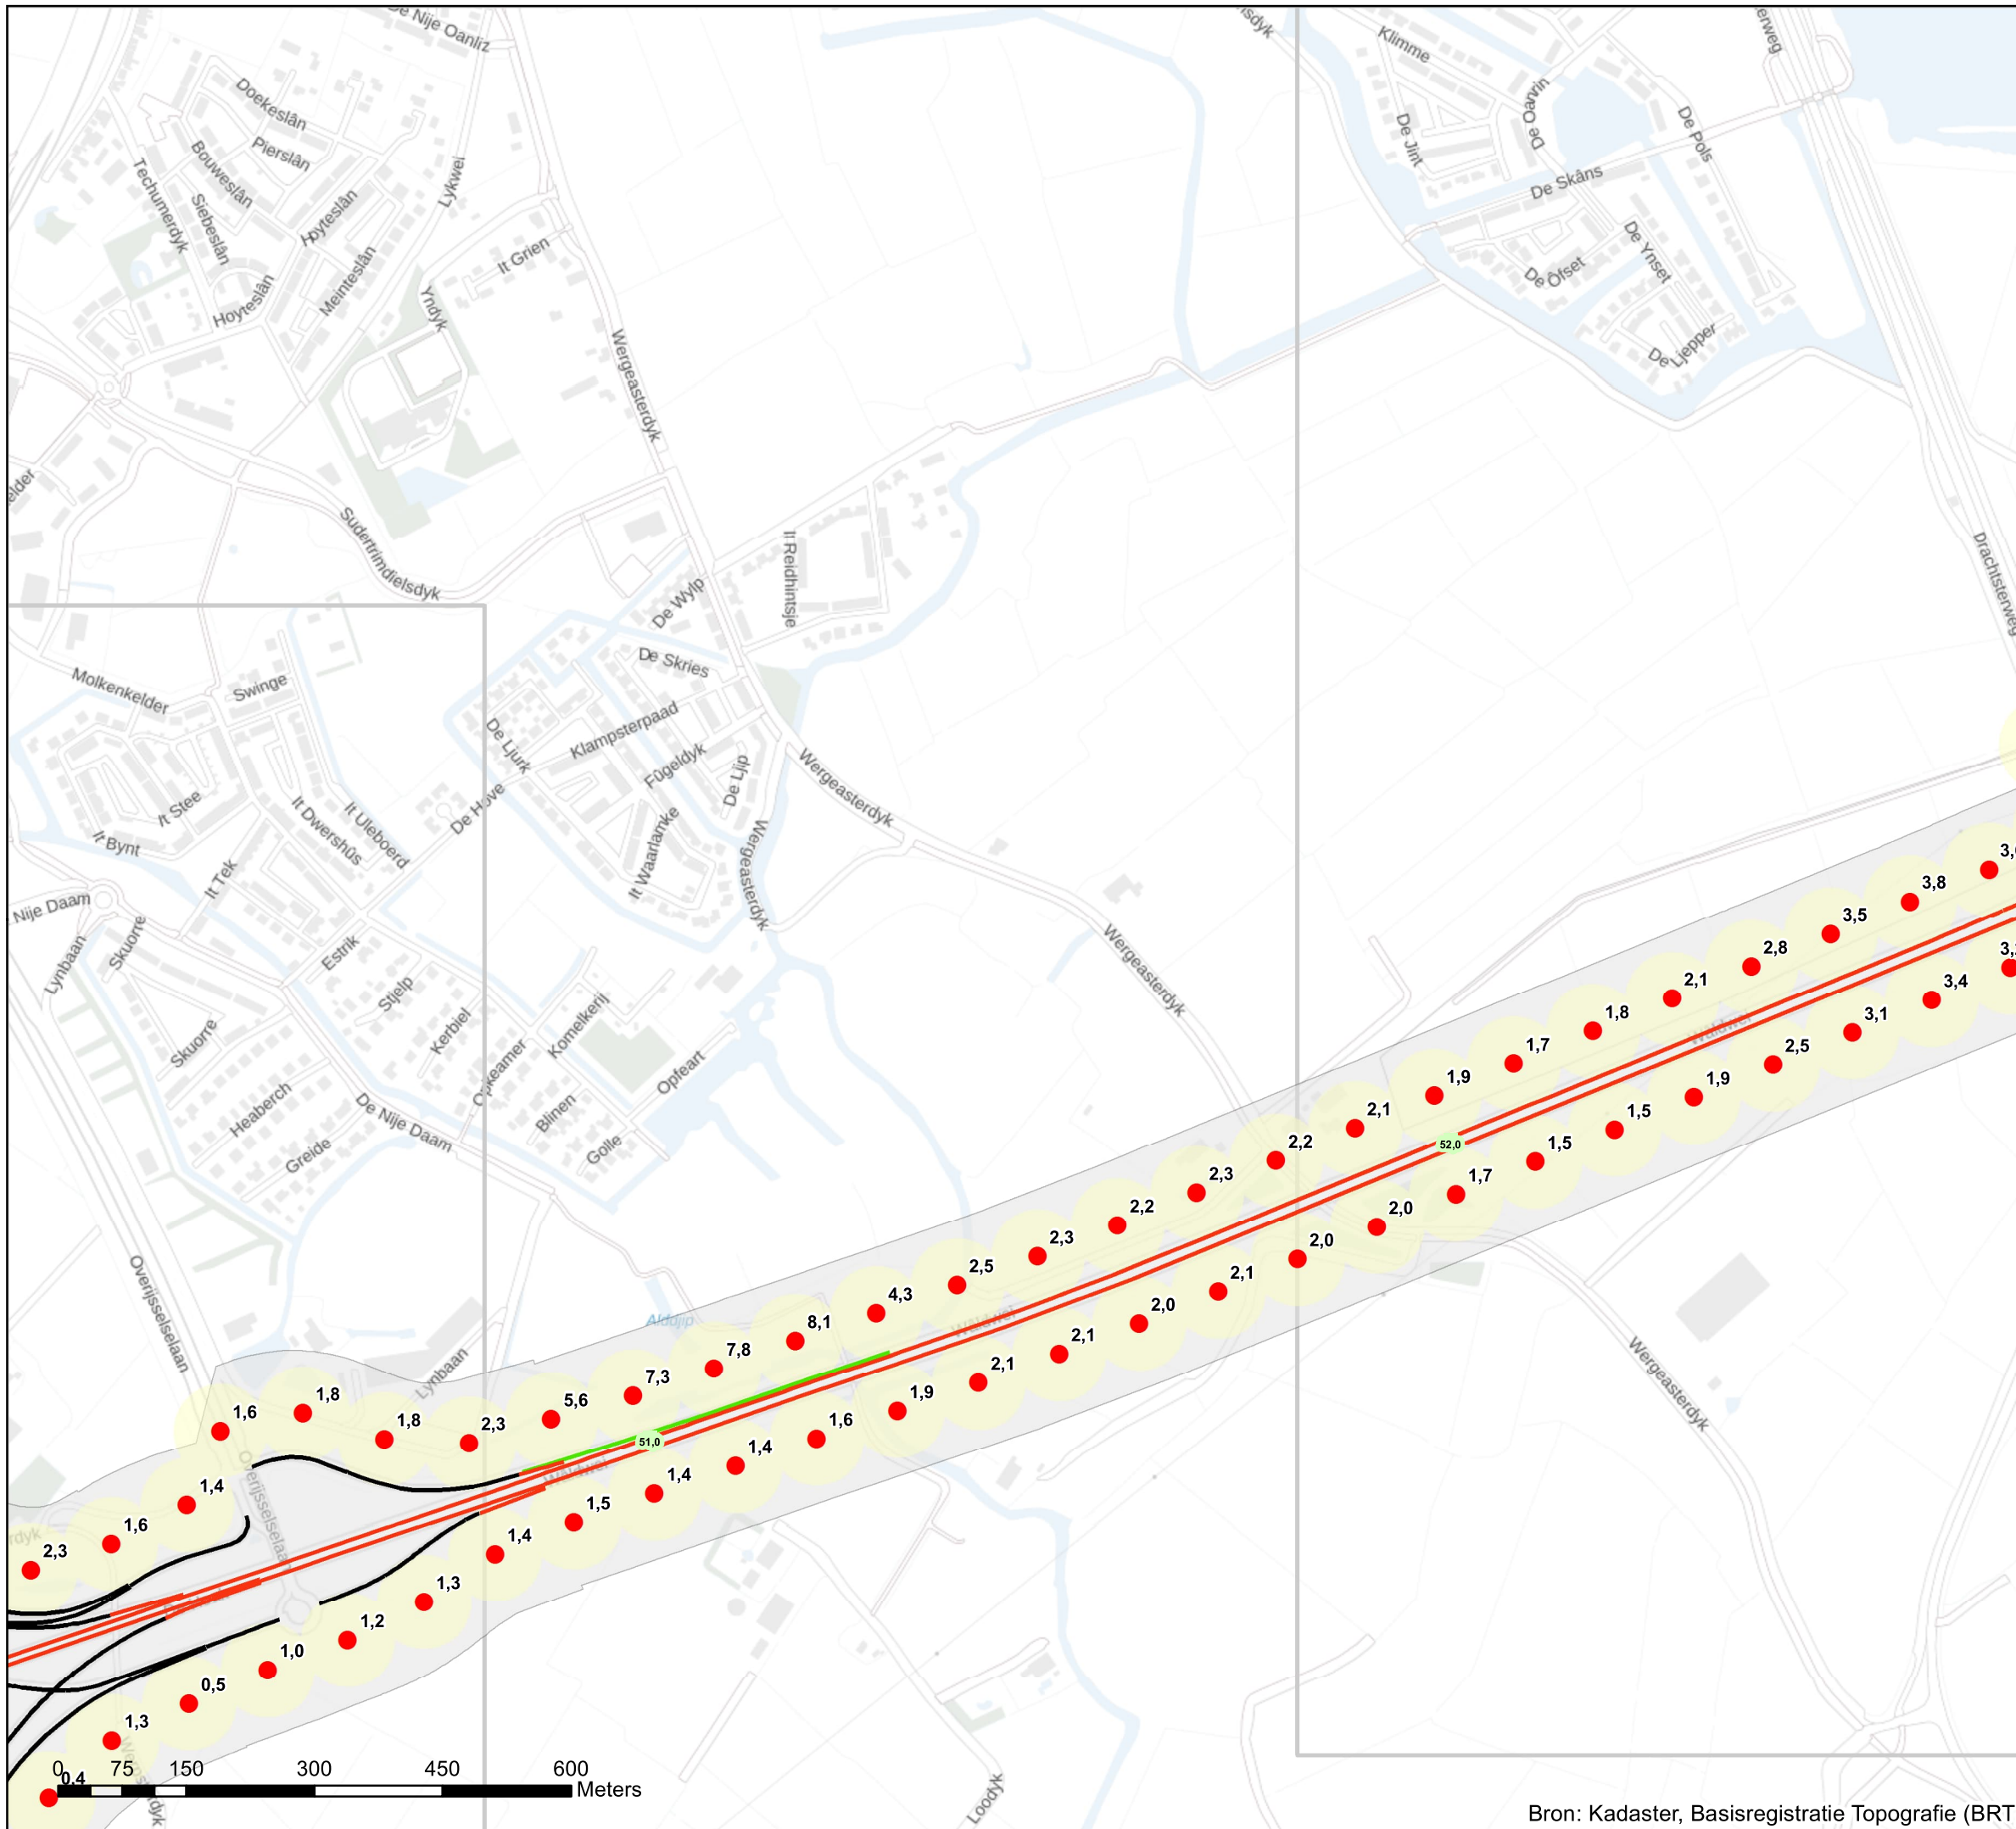 De Nije Oanliz
Doekeslân
Pierslân
Bouweslân
Techumerdyk
Siebeslân
Hoyteslân
Lykwei
Meinteslân
Hoyteslân
It Grien
Yndyk
Wergeasterdyk
Klimme
De Jint
De Oanrin
De Pols
De Skâns
De Ynset
De Ôfset
De Ljepper
Drachtsterweg
Sudertrimdielsdyk
It Reidhintsje
De Wylp
De Skries
Molkenkelder
Swinge
De Ljurk
Klampsterpaad
Fûgeldyk
De Ljip
Wergeasterdyk
It Stee
It Bynt
It Dwershûs
It Uleboerd
De Hove
It Waarlamke
Wergeasterdyk
It Tek
Nije Daam
Lynbaan
Skuorre
Estrik
Stjelp
Kerbiel
Komelkerij
Skuorre
Opkeamer
Opfeart
Heaberch
De Nije Daam
Blinen
Greide
Golle
Wergeasterdyk
Overijsselselaan
Alddjip
Lynbaan
Wâldwei
Wâldwei
Wâldwei
Overijsselselaan
Wergeasterdyk
Loodyk
1,6
1,8
1,8
2,3
5,6
7,3
7,8
8,1
4,3
2,5
2,3
2,2
2,3
2,2
2,1
1,9
1,7
1,8
2,1
2,8
3,5
3,8
2,3
1,6
1,4
51,0
52,0
0,4
1,3
0,5
1,0
1,2
1,3
1,4
1,5
1,4
1,4
1,6
1,9
2,1
2,1
2,0
2,1
2,0
2,0
1,7
1,5
1,5
1,9
2,5
3,1
3,4
0 75 150 300 450 600
Meters
Bron: Kadaster, Basisregistratie Topografie (BRT